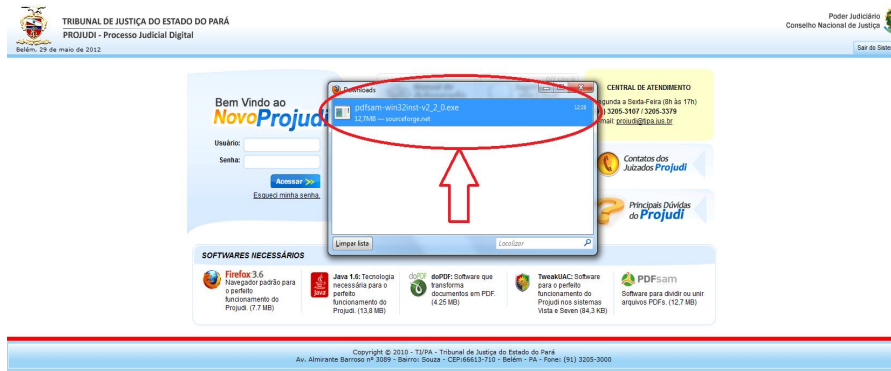 TRIBUNAL DE JUSTIÇA DO ESTADO DO PARÁ
PROJUDI - Processo Judicial Digital
Belém, 29 de maio de 2012
Poder Judiciário
Conselho Nacional de Justiça
Sair do Siste
Bem Vindo ao
NovoProjudi
Usuário:
Senha:
Acessar >>
Esqueci minha senha.
Downloads
pdfsam-win32inst-v2_2_0.exe
12,7MB — sourceforge.net
Limpar lista
Localizar
CENTRAL DE ATENDIMENTO
egunda a Sexta-Feira (8h às 17h)
3205-3107 / 3205-3379
mail: projudi@tjpa.jus.br
Contatos dos
Juizados Projudi
Principais Dúvidas
do Projudi
SOFTWARES NECESSÁRIOS
Firefox 3.6
Navegador padrão para
o perfeito
funcionamento do
Projudi. (7.7 MB)
Java
Java 1.6: Tecnologia
necessária para o
perfeito
funcionamento do
Projudi. (13,8 MB)
doPDF
doPDF: Software que
transforma
documentos em PDF.
(4.25 MB)
TweakUAC: Software
para o perfeito
funcionamento do
Projudi nos sistemas
Vista e Seven (84,3 KB)
PDFsam
Software para dividir ou unir
arquivos PDFs. (12,7 MB)
Copyright © 2010 - TJ/PA - Tribunal de Justiça do Estado do Pará
Av. Almirante Barroso nº 3089 - Bairro: Souza - CEP:66613-710 - Belém - PA - Fone: (91) 3205-3000